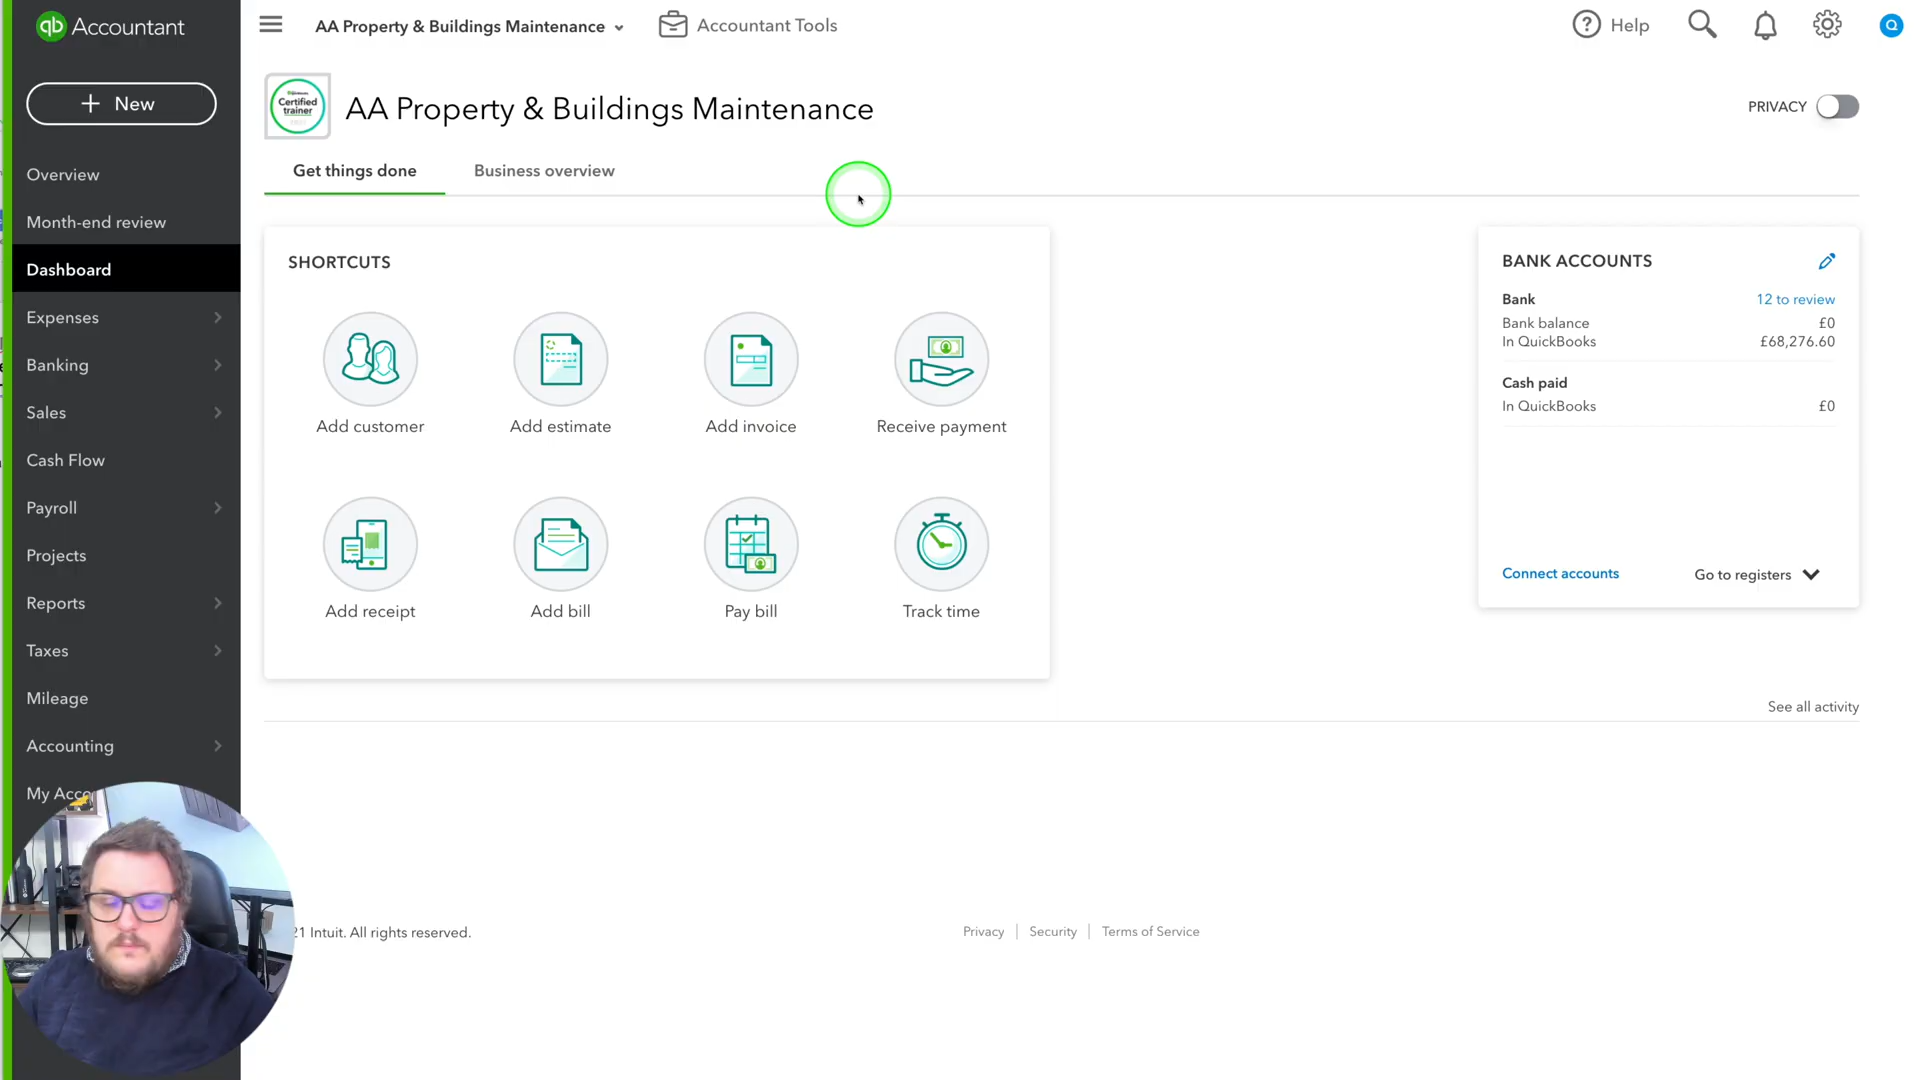 qb Accountant
AA Property & Buildings Maintenance
Accountant Tools
Help
Q
+ New
Certified
trainer
AA Property & Buildings Maintenance
PRIVACY
Get things done
Business overview
Overview
Month-end review
Dashboard
Expenses
Banking
Sales
Cash Flow
Payroll
Projects
Reports
Taxes
Mileage
Accounting
My Acco
SHORTCUTS
Add customer
Add estimate
Add invoice
Receive payment
Add receipt
Add bill
Pay bill
Track time
BANK ACCOUNTS
Bank 12 to review
Bank balance £0
In QuickBooks £68,276.60
Cash paid
In QuickBooks £0
Connect accounts
Go to registers
See all activity
21 Intuit. All rights reserved.
Privacy | Security | Terms of Service